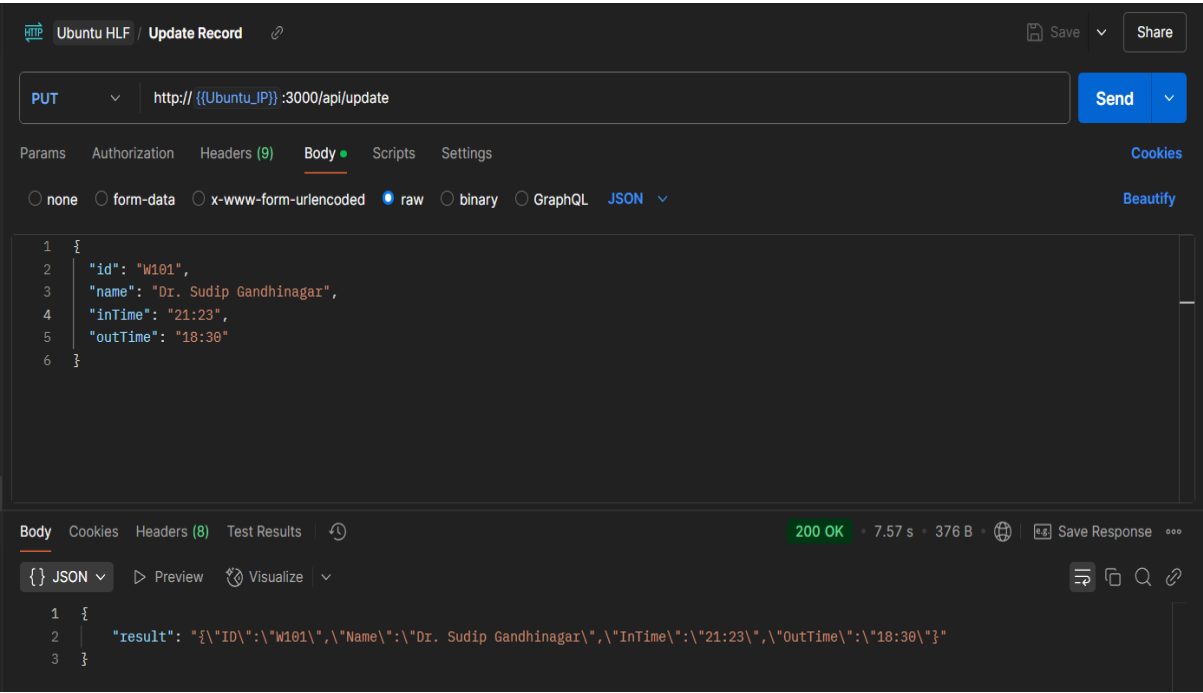 HTTP Ubuntu HLF / Update Record Save Share
PUT http:// {{Ubuntu_IP}} :3000/api/update Send
Params Authorization Headers (9) Body Scripts Settings Cookies
none form-data x-www-form-urlencoded raw binary GraphQL JSON Beautify
1 {
2 "id": "W101",
3 "name": "Dr. Sudip Gandhinagar",
4 "inTime": "21:23",
5 "outTime": "18:30"
6 }
Body Cookies Headers (8) Test Results 200 OK • 7.57 s • 376 B • e.g. Save Response
{} JSON Preview Visualize
1 {
2 "result": "{\"ID\":\"W101\",\"Name\":\"Dr. Sudip Gandhinagar\",\"InTime\":\"21:23\",\"OutTime\":\"18:30\"}"
3 }